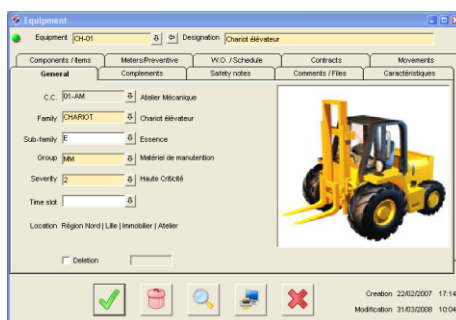 Equipment
Equipment CH-01 Designation Chariot élévateur
Components / Items Meters/Preventive W.O. / Schedule Contracts Movements
General Complements Safety notes Comments / Files Caractéristiques
C.C. 01-AM Atelier Mécanique
Family CHARIOT Chariot élévateur
Sub-family E Essence
Group MM Matériel de manutention
Severity 2 Haute Criticité
Time slot
Location Région Nord | Lille | Immobilier | Atelier
Deletion
Creation 22/02/2007 17:14
Modification 31/03/2008 10:04